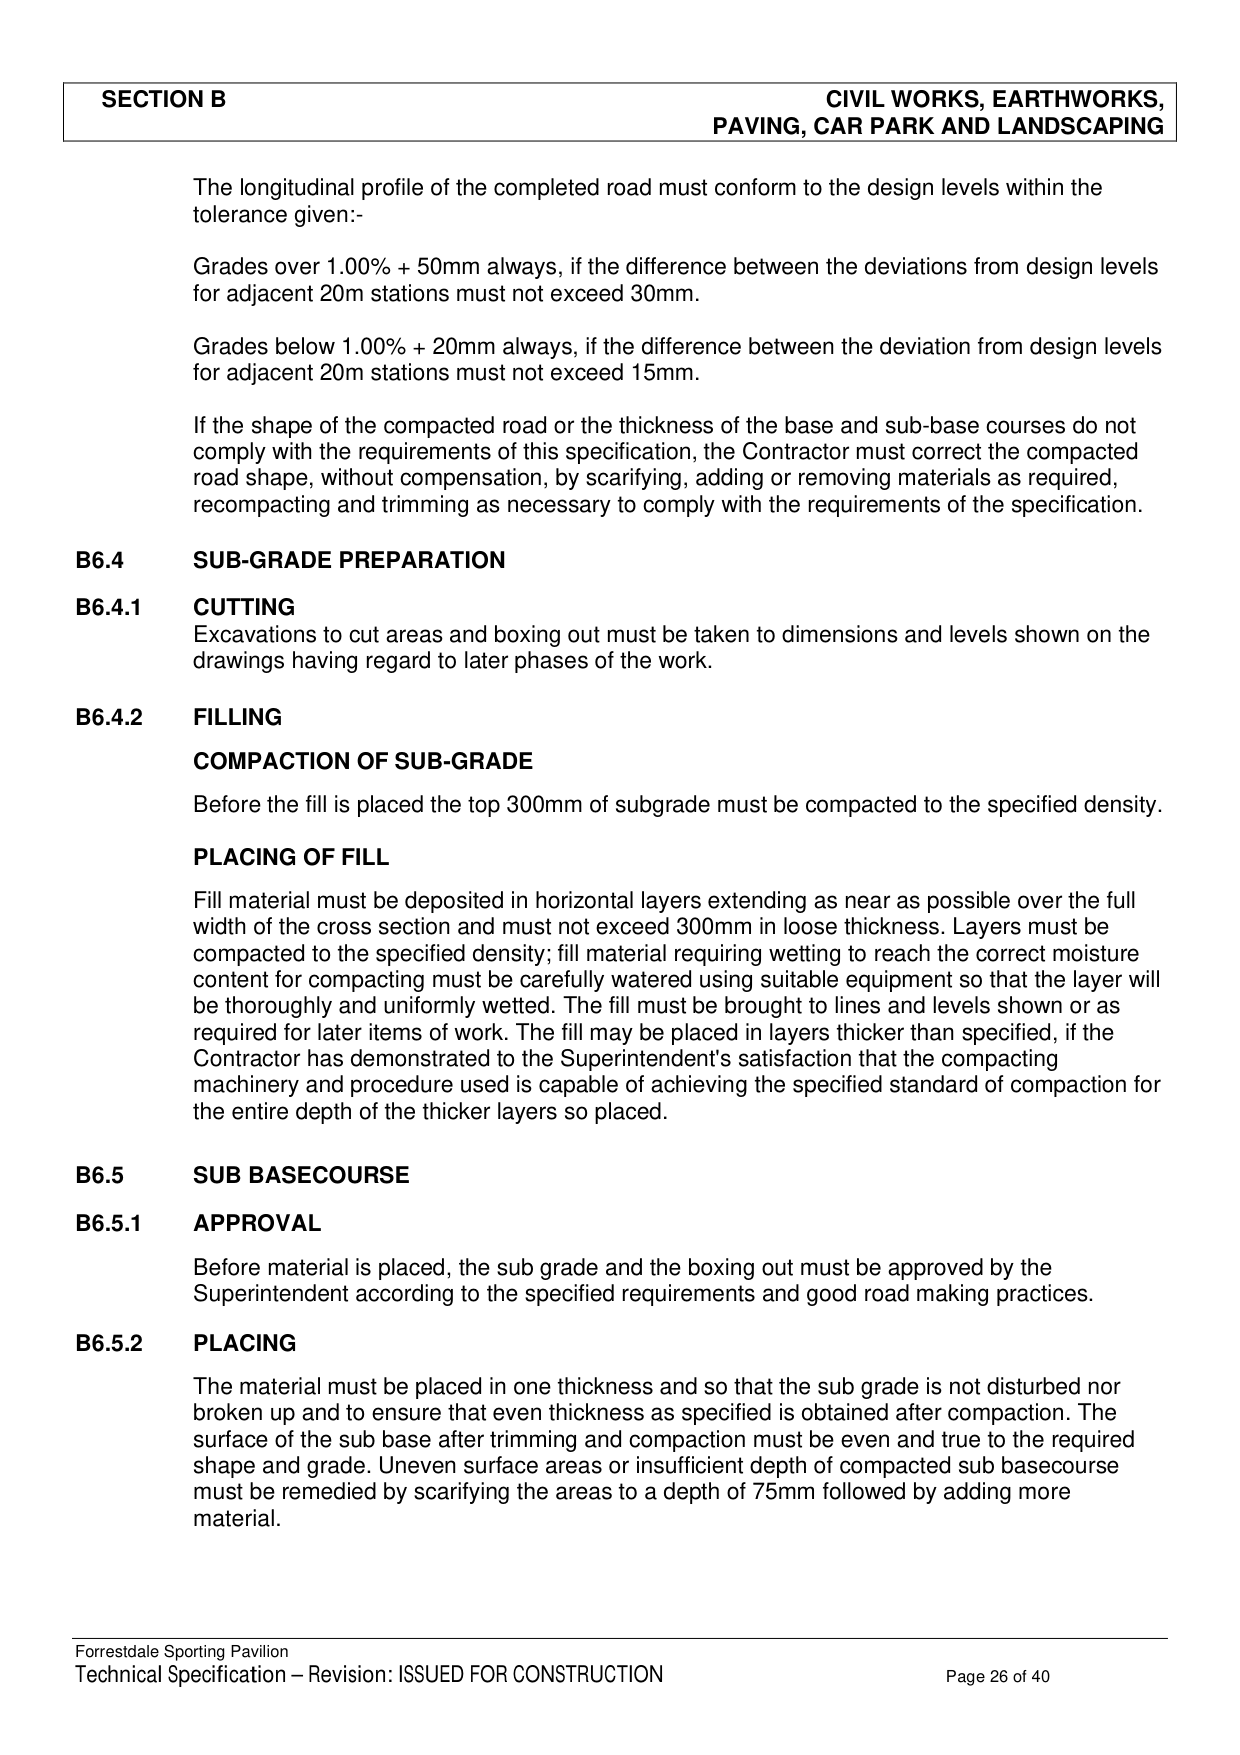 SECTION B CIVIL WORKS, EARTHWORKS,
PAVING, CAR PARK AND LANDSCAPING
The longitudinal profile of the completed road must conform to the design levels within the
tolerance given:-
Grades over 1.00% + 50mm always, if the difference between the deviations from design levels
for adjacent 20m stations must not exceed 30mm.
Grades below 1.00% + 20mm always, if the difference between the deviation from design levels
for adjacent 20m stations must not exceed 15mm.
If the shape of the compacted road or the thickness of the base and sub-base courses do not
comply with the requirements of this specification, the Contractor must correct the compacted
road shape, without compensation, by scarifying, adding or removing materials as required,
recompacting and trimming as necessary to comply with the requirements of the specification.
B6.4 SUB-GRADE PREPARATION
B6.4.1 CUTTING
Excavations to cut areas and boxing out must be taken to dimensions and levels shown on the
drawings having regard to later phases of the work.
B6.4.2 FILLING
COMPACTION OF SUB-GRADE
Before the fill is placed the top 300mm of subgrade must be compacted to the specified density.
PLACING OF FILL
Fill material must be deposited in horizontal layers extending as near as possible over the full
width of the cross section and must not exceed 300mm in loose thickness. Layers must be
compacted to the specified density; fill material requiring wetting to reach the correct moisture
content for compacting must be carefully watered using suitable equipment so that the layer will
be thoroughly and uniformly wetted. The fill must be brought to lines and levels shown or as
required for later items of work. The fill may be placed in layers thicker than specified, if the
Contractor has demonstrated to the Superintendent's satisfaction that the compacting
machinery and procedure used is capable of achieving the specified standard of compaction for
the entire depth of the thicker layers so placed.
B6.5 SUB BASECOURSE
B6.5.1 APPROVAL
Before material is placed, the sub grade and the boxing out must be approved by the
Superintendent according to the specified requirements and good road making practices.
B6.5.2 PLACING
The material must be placed in one thickness and so that the sub grade is not disturbed nor
broken up and to ensure that even thickness as specified is obtained after compaction. The
surface of the sub base after trimming and compaction must be even and true to the required
shape and grade. Uneven surface areas or insufficient depth of compacted sub basecourse
must be remedied by scarifying the areas to a depth of 75mm followed by adding more
material.
Forrestdale Sporting Pavilion
Technical Specification – Revision: ISSUED FOR CONSTRUCTION Page 26 of 40